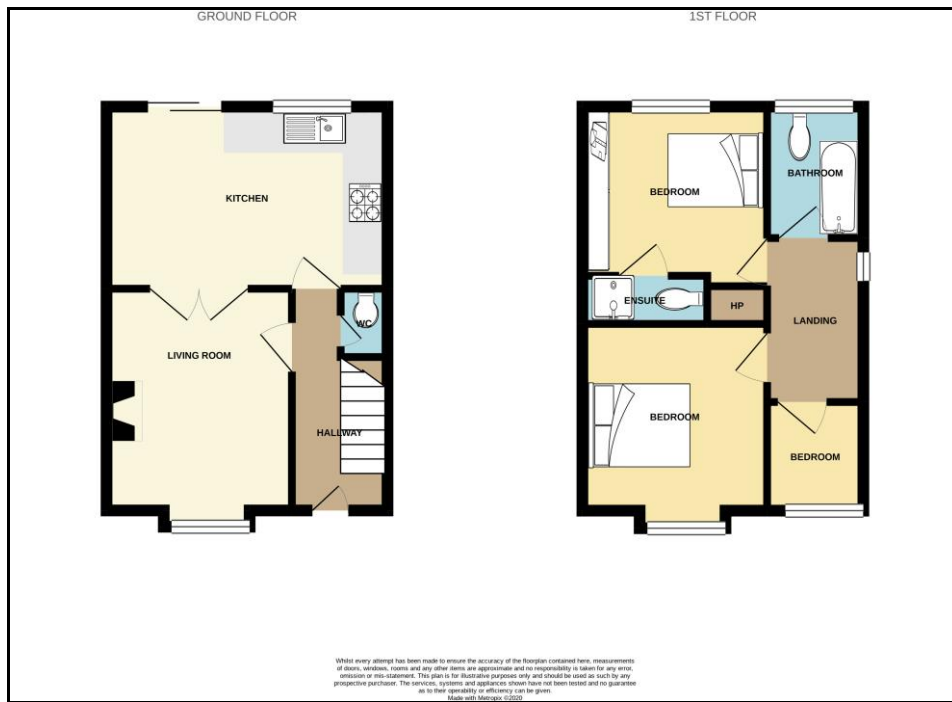 GROUND FLOOR
1ST FLOOR
KITCHEN
LIVING ROOM
WC
HALLWAY
BEDROOM
BATHROOM
ENSUITE
HP
LANDING
BEDROOM
BEDROOM
Whilst every attempt has been made to ensure the accuracy of the floorplan contained here, measurements
of doors, windows, rooms and any other items are approximate and no responsibility is taken for any error,
omission or mis-statement. This plan is for illustrative purposes only and should be used as such by any
prospective purchaser. The services, systems and appliances shown have not been tested and no guarantee
as to their operability or efficiency can be given.
Made with Metropix ©2020